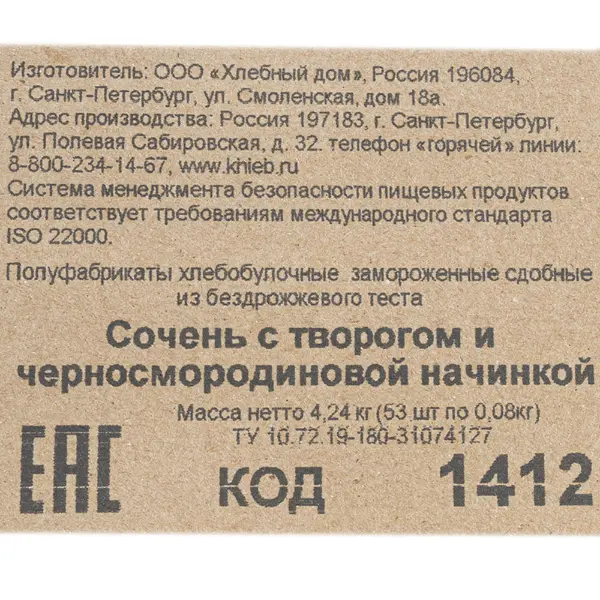 Изготовитель: ООО «Хлебный дом», Россия 196084,
г. Санкт-Петербург, ул. Смоленская, дом 18а.
Адрес производства: Россия 197183, г. Санкт-Петербург,
ул. Полевая Сабировская, д. 32. телефон «горячей» линии:
8-800-234-14-67, www.khleb.ru
Система менеджмента безопасности пищевых продуктов
соответствует требованиям международного стандарта
ISO 22000.
Полуфабрикаты хлебобулочные замороженные сдобные
из бездрожжевого теста
Сочень с творогом и
черносмородиновой начинкой
Масса нетто 4,24 кг (53 шт по 0,08кг)
ТУ 10.72.19-180-31074127
ЕАС КОД 1412